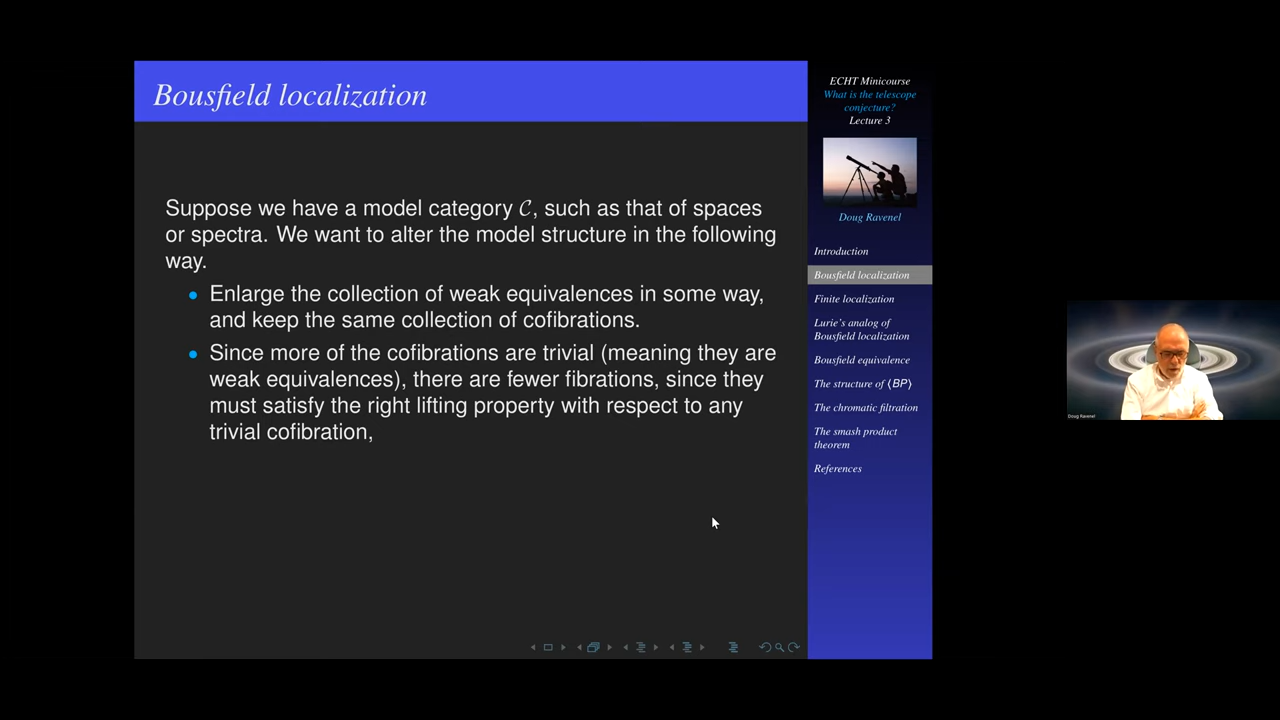 Bousfield localization
Suppose we have a model category 𝒞, such as that of spaces
or spectra. We want to alter the model structure in the following
way.
• Enlarge the collection of weak equivalences in some way,
and keep the same collection of cofibrations.
• Since more of the cofibrations are trivial (meaning they are
weak equivalences), there are fewer fibrations, since they
must satisfy the right lifting property with respect to any
trivial cofibration,
ECHT Minicourse
What is the telescope
conjecture?
Lecture 3
Doug Ravenel
Introduction
Bousfield localization
Finite localization
Lurie's analog of
Bousfield localization
Bousfield equivalence
The structure of ⟨BP⟩
The chromatic filtration
The smash product
theorem
References
Doug Ravenel